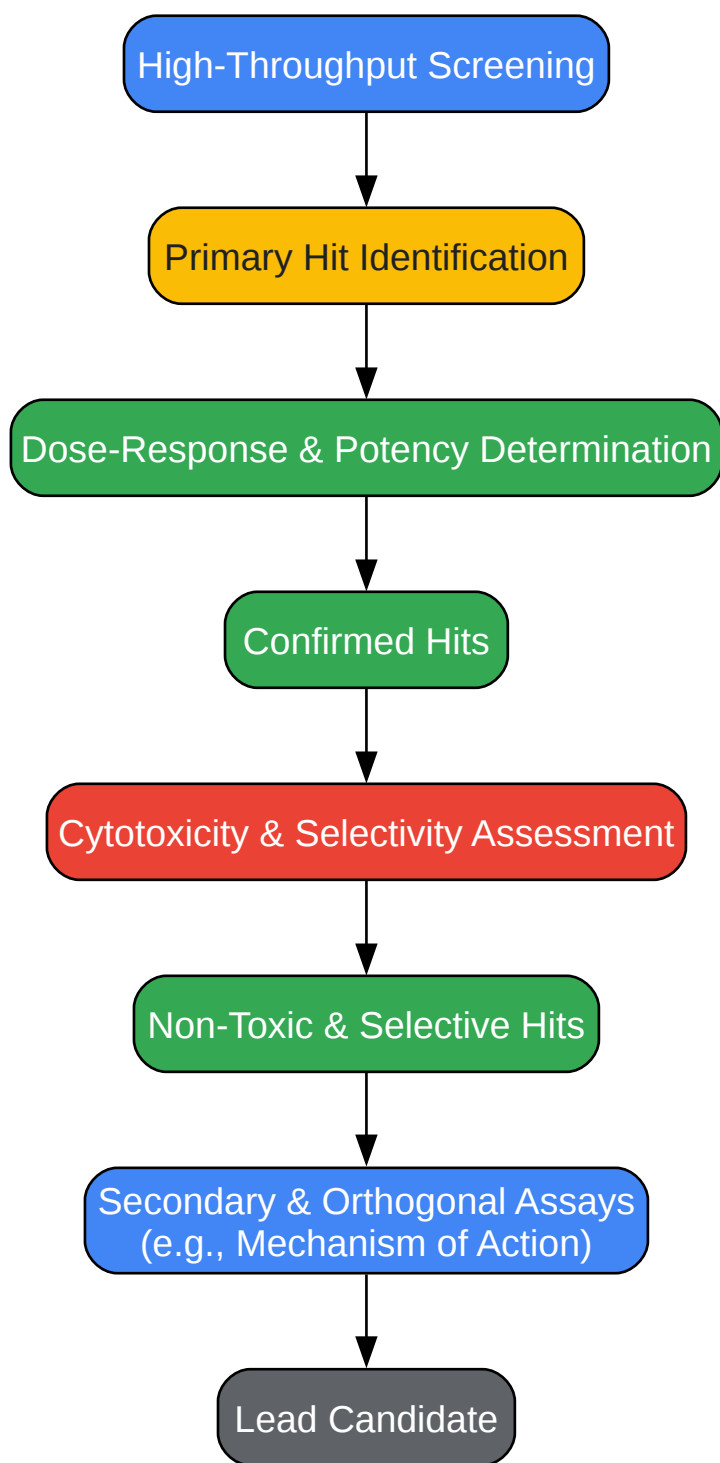 High-Throughput Screening
Primary Hit Identification
Dose-Response & Potency Determination
Confirmed Hits
Cytotoxicity & Selectivity Assessment
Non-Toxic & Selective Hits
Secondary & Orthogonal Assays
(e.g., Mechanism of Action)
Lead Candidate